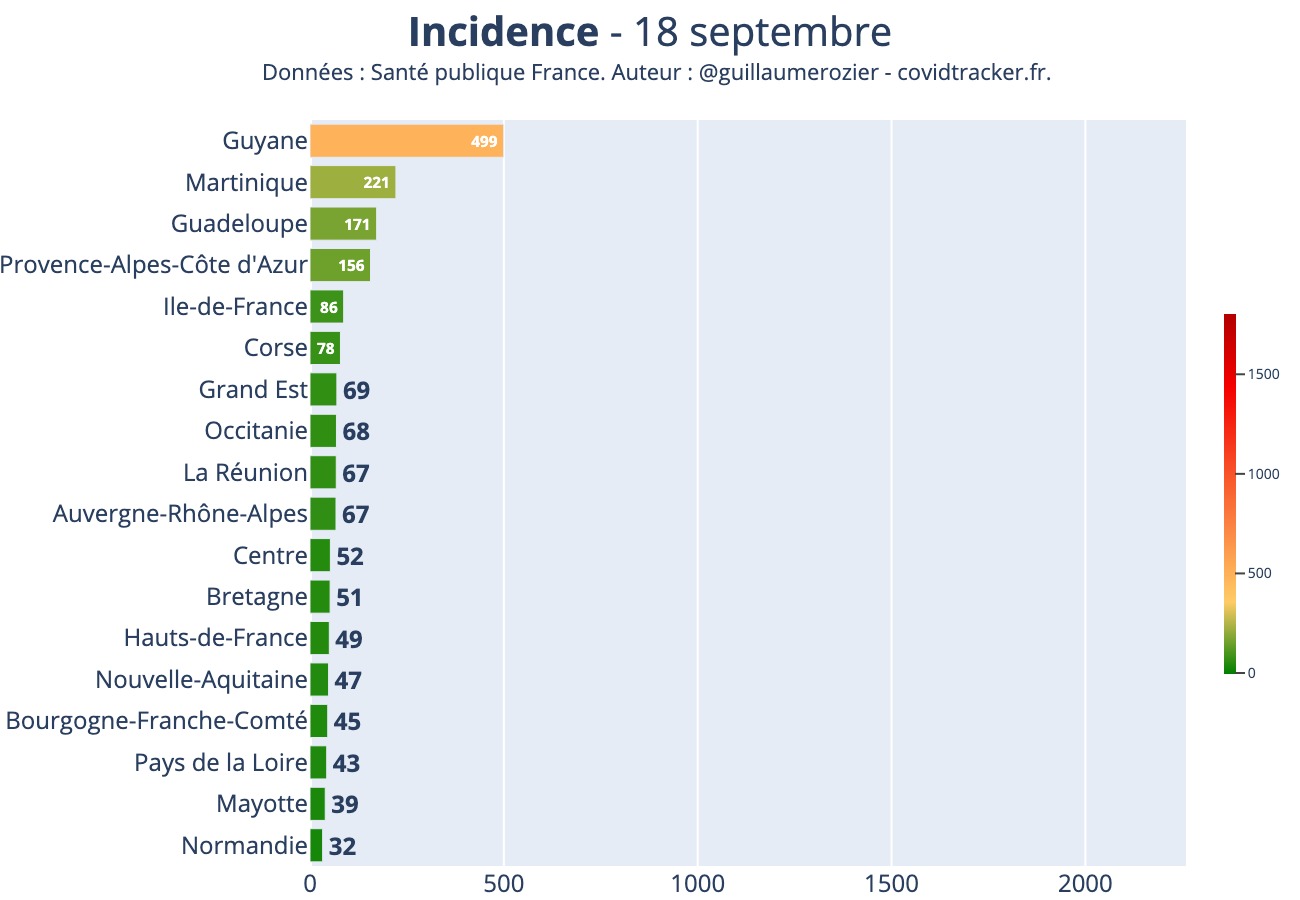 Incidence - 18 septembre
Données : Santé publique France. Auteur : @guillaumerozier - covidtracker.fr.
Guyane 499
Martinique 221
Guadeloupe 171
Provence-Alpes-Côte d'Azur 156
Ile-de-France 86
Corse 78
Grand Est 69
Occitanie 68
La Réunion 67
Auvergne-Rhône-Alpes 67
Centre 52
Bretagne 51
Hauts-de-France 49
Nouvelle-Aquitaine 47
Bourgogne-Franche-Comté 45
Pays de la Loire 43
Mayotte 39
Normandie 32
0 500 1000 1500 2000
1500
1000
500
0